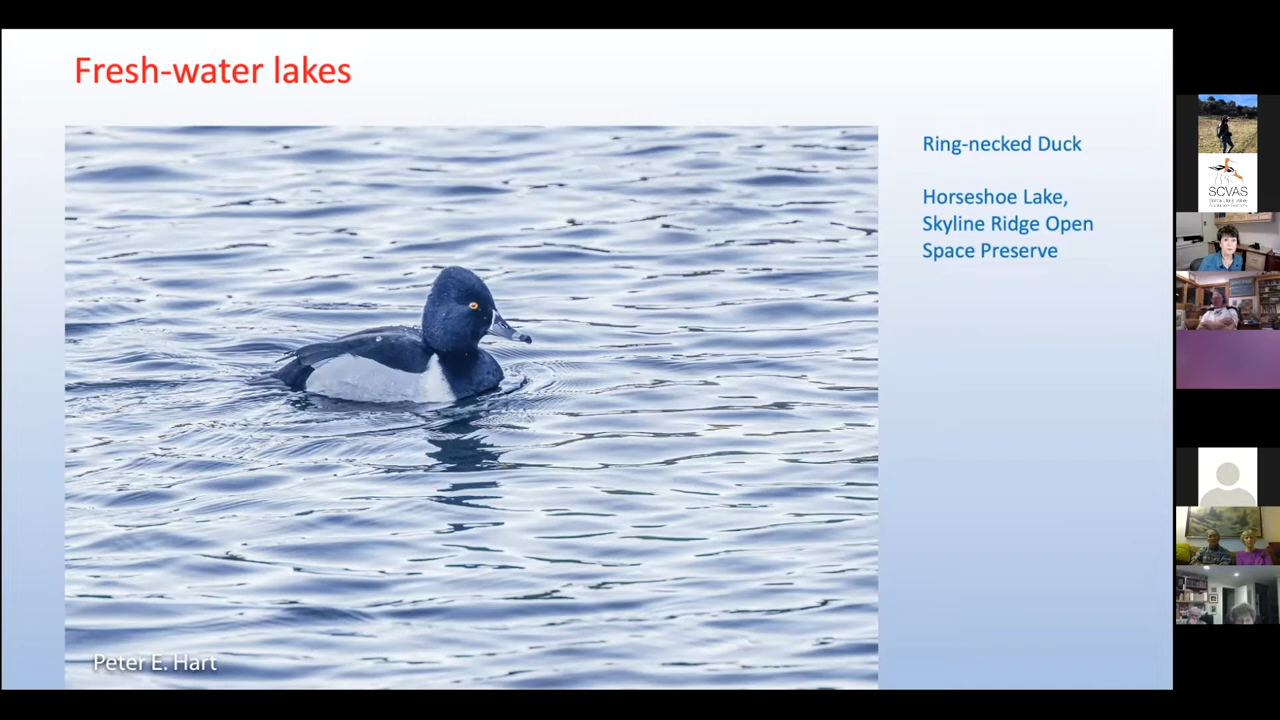 Fresh-water lakes
Ring-necked Duck
Horseshoe Lake,
Skyline Ridge Open
Space Preserve
Peter E. Hart
SCVAS